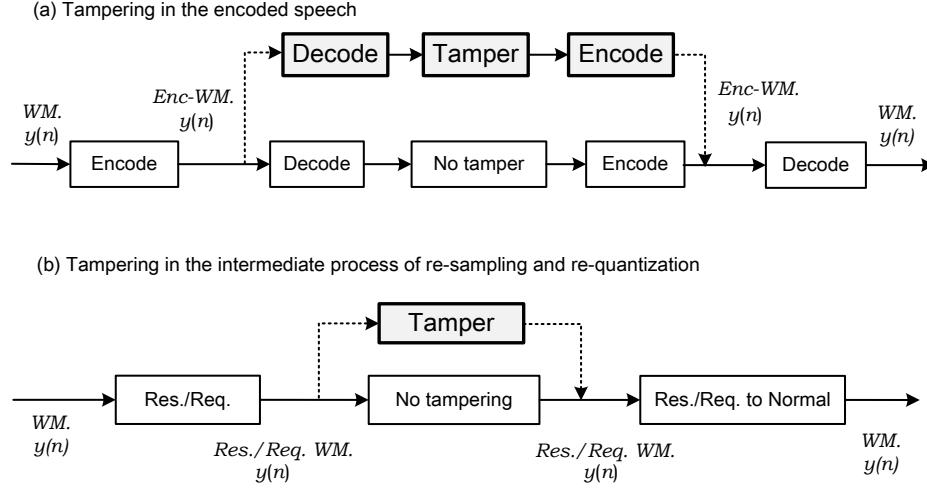 (a) Tampering in the encoded speech
Decode
Tamper
Encode
WM.
y(n)
Enc-WM.
y(n)
Enc-WM.
y(n)
WM.
y(n)
Encode
Decode
No tamper
Encode
Decode
(b) Tampering in the intermediate process of re-sampling and re-quantization
Tamper
Res./Req.
No tampering
Res./Req. to Normal
WM.
y(n)
Res./Req. WM.
y(n)
Res./Req. WM.
y(n)
WM.
y(n)